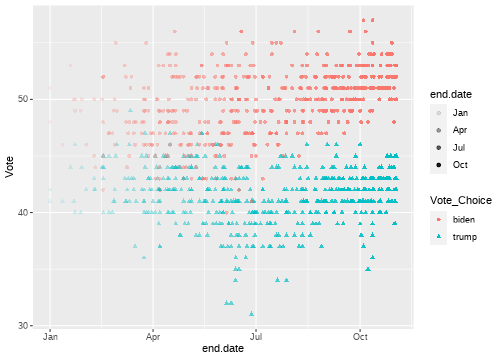 Vote
50
40
30
Jan
Apr
Jul
Oct
end.date
end.date
Jan
Apr
Jul
Oct
Vote_Choice
biden
trump